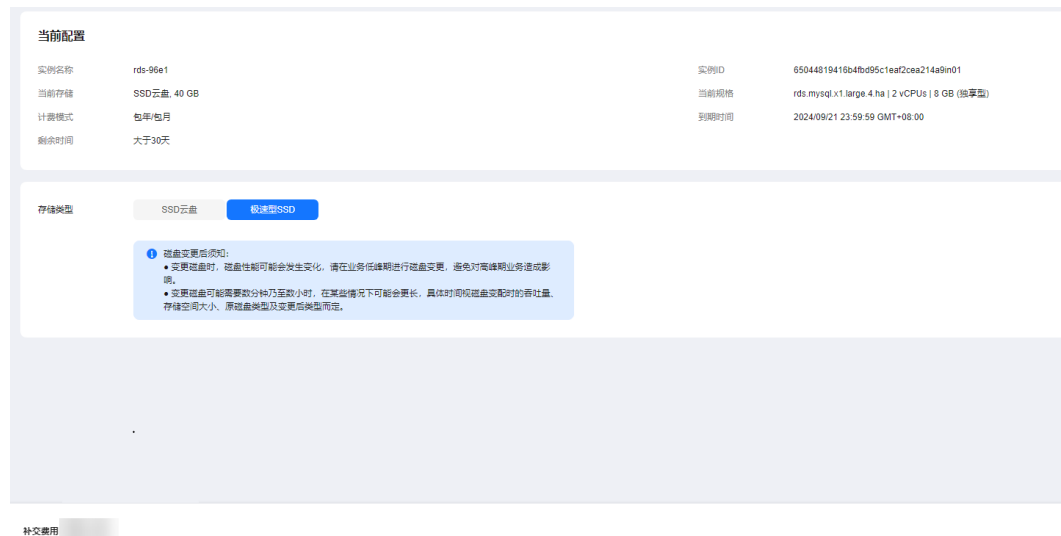 当前配置
实例名称 rds-96e1 实例ID 65044819416b4fbd95c1eaf2cea214a9in01
当前存储 SSD云盘, 40 GB 当前规格 rds.mysql.x1.large.4.ha | 2 vCPUs | 8 GB (独享型)
计费模式 包年/包月 到期时间 2024/09/21 23:59:59 GMT+08:00
剩余时间 大于30天
存储类型 SSD云盘 极速型SSD
磁盘变更后须知：
● 变更磁盘时，磁盘性能可能会发生变化，请在业务低峰期进行磁盘变更，避免对高峰期业务造成影
响。
● 变更磁盘可能需要数分钟乃至数小时，在某些情况下可能会更长，具体时间视磁盘变配时的吞吐量、
存储空间大小、原磁盘类型及变更后类型而定。
补交费用